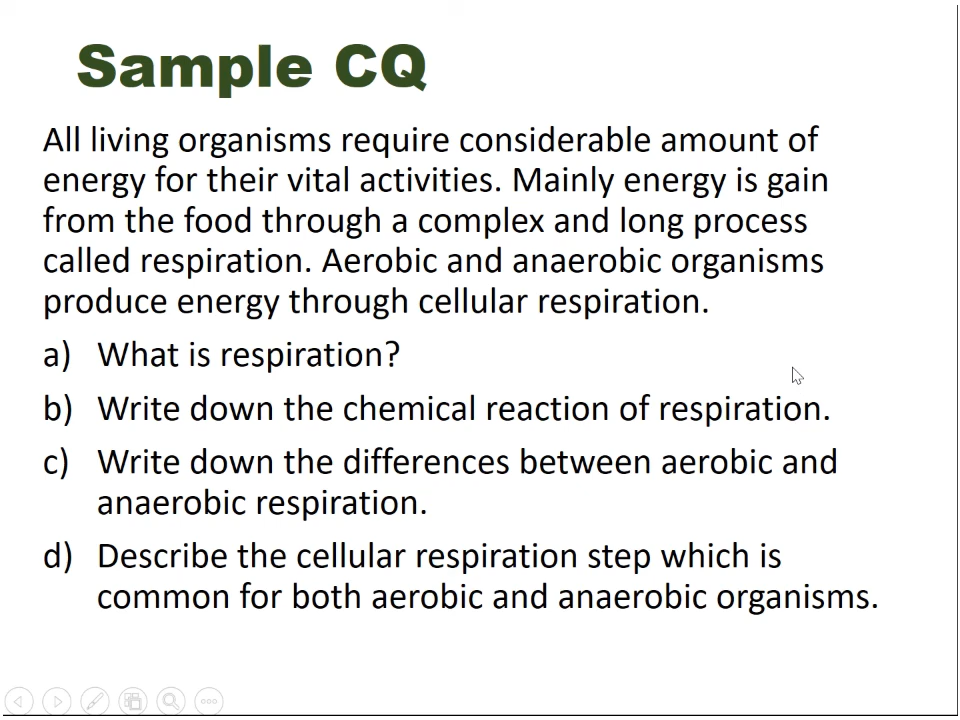 Sample CQ
All living organisms require considerable amount of
energy for their vital activities. Mainly energy is gain
from the food through a complex and long process
called respiration. Aerobic and anaerobic organisms
produce energy through cellular respiration.
a) What is respiration?
b) Write down the chemical reaction of respiration.
c) Write down the differences between aerobic and
anaerobic respiration.
d) Describe the cellular respiration step which is
common for both aerobic and anaerobic organisms.